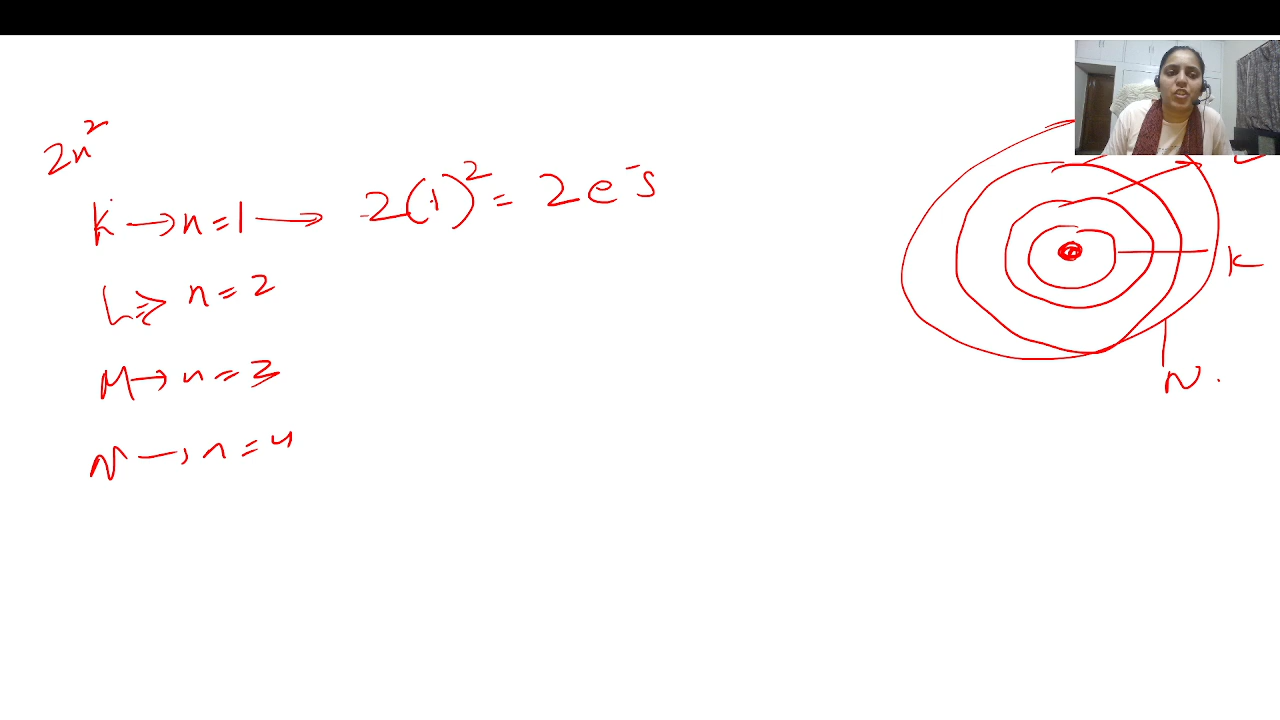 2n²
K → n = 1 → 2(1)² = 2e⁻s
L ⇒ n = 2
M → n = 3
N → n = 4
K
N